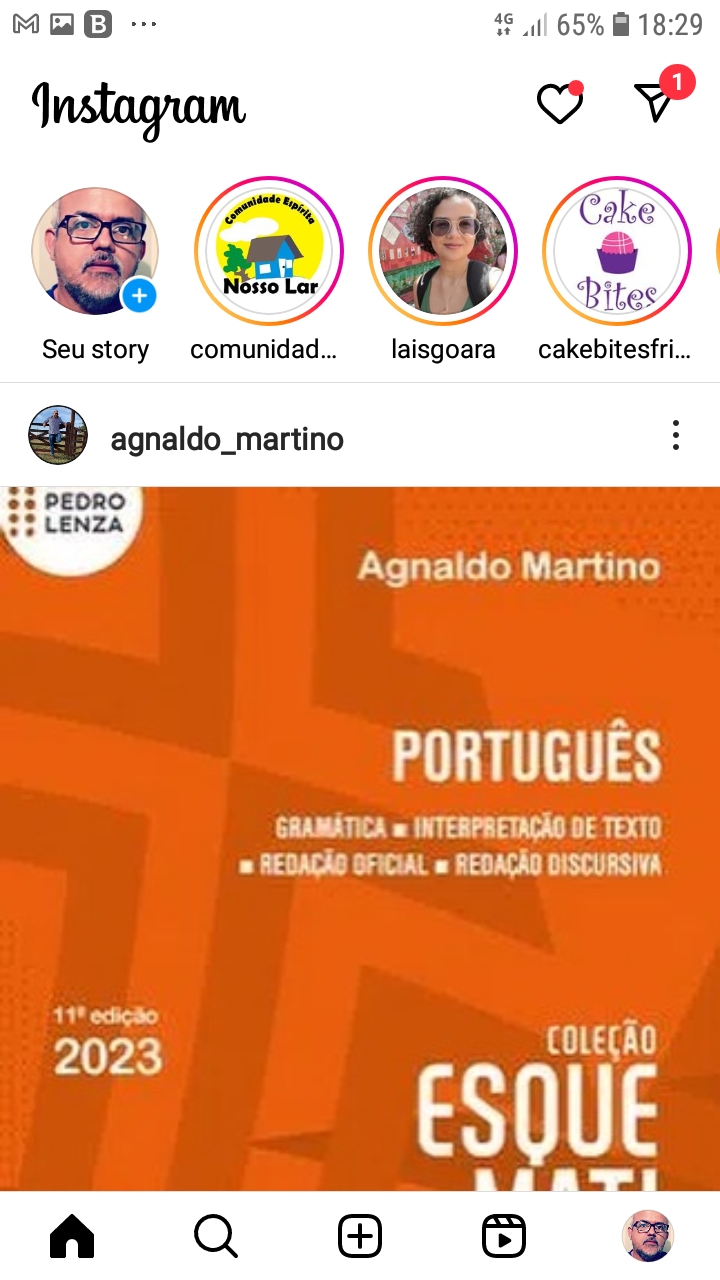 4G 65% 18:29
Instagram
1
Comunidade Espírita
Nosso Lar
Cake
Bites
Seu story comunidad... laisgoara cakebitesfri...
agnaldo_martino
PEDRO
LENZA
Agnaldo Martino
PORTUGUÊS
GRAMÁTICA ■ INTERPRETAÇÃO DE TEXTO
■ REDAÇÃO OFICIAL ■ REDAÇÃO DISCURSIVA
11ª edição
2023
COLEÇÃO
ESQUE
MATI